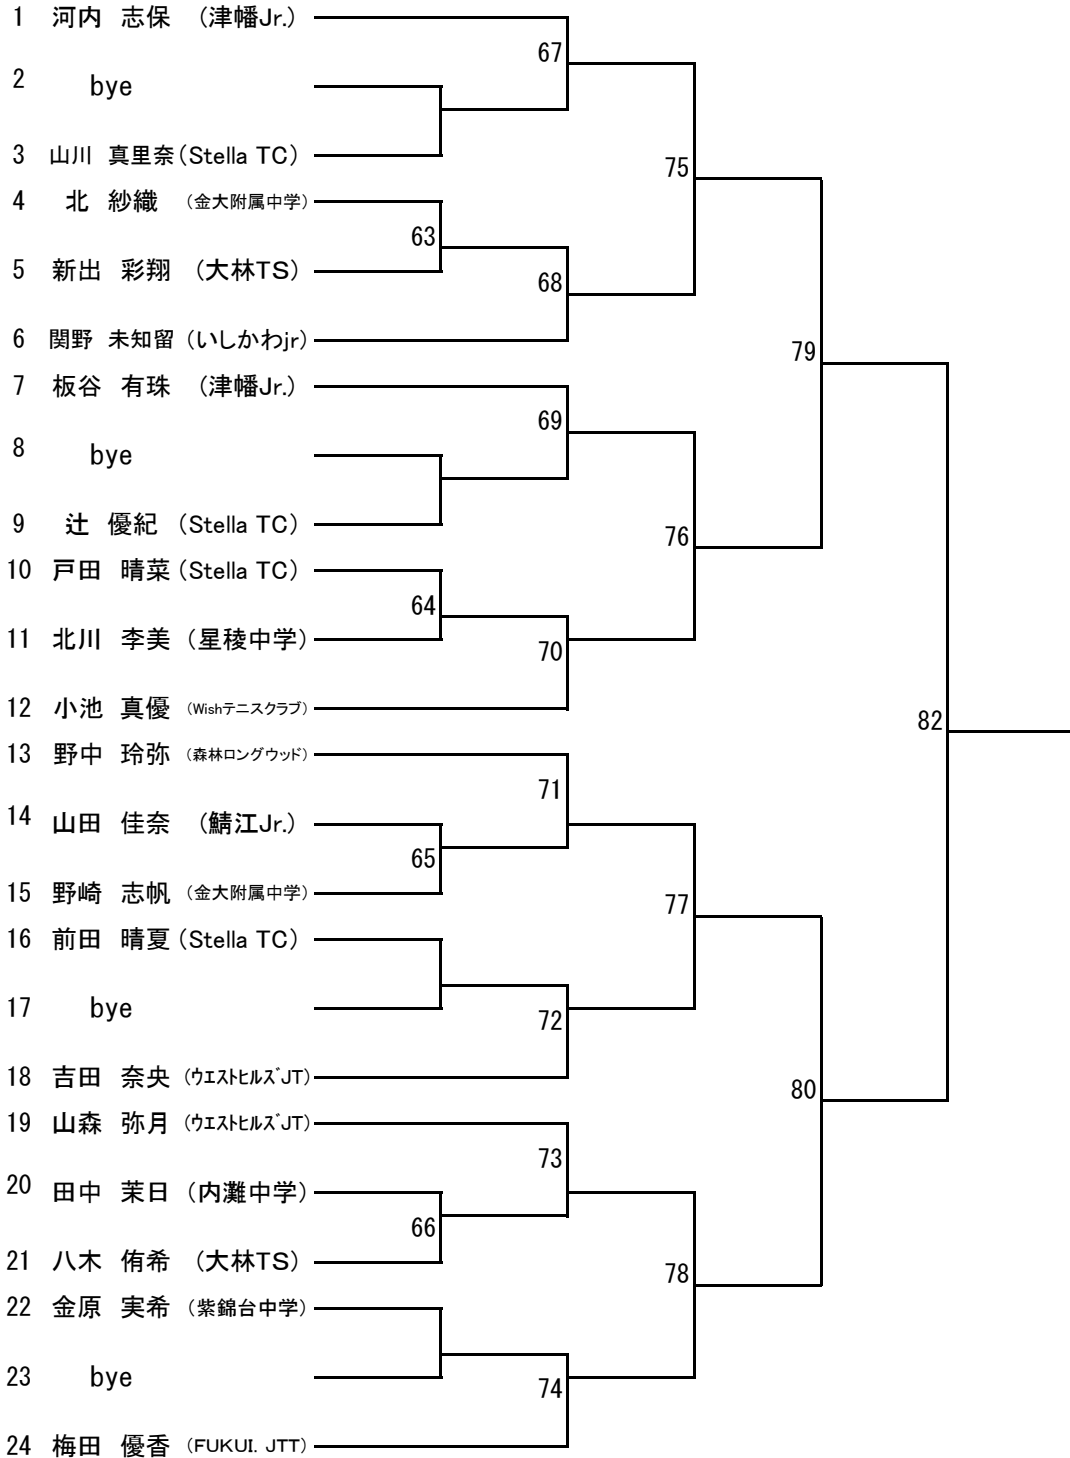 1 河内 志保 (津幡Jr.)
67
2 bye
3 山川 真里奈(Stella TC)
75
4 北 紗織 (金大附属中学)
63
5 新出 彩翔 (大林TS)
68
6 関野 未知留 (いしかわjr)
79
7 板谷 有珠 (津幡Jr.)
69
8 bye
9 辻 優紀 (Stella TC)
76
10 戸田 晴菜(Stella TC)
64
11 北川 李美 (星稜中学)
70
12 小池 真優 (Wishテニスクラブ)
82
13 野中 玲弥 (森林ロングウッド)
71
14 山田 佳奈 (鯖江Jr.)
65
15 野崎 志帆 (金大附属中学)
77
16 前田 晴夏(Stella TC)
17 bye
72
18 吉田 奈央 (ウエストヒルズJT)
80
19 山森 弥月 (ウエストヒルズJT)
73
20 田中 茉日 (内灘中学)
66
21 八木 侑希 (大林TS)
78
22 金原 実希 (紫錦台中学)
23 bye
74
24 梅田 優香 (FUKUI. JTT)